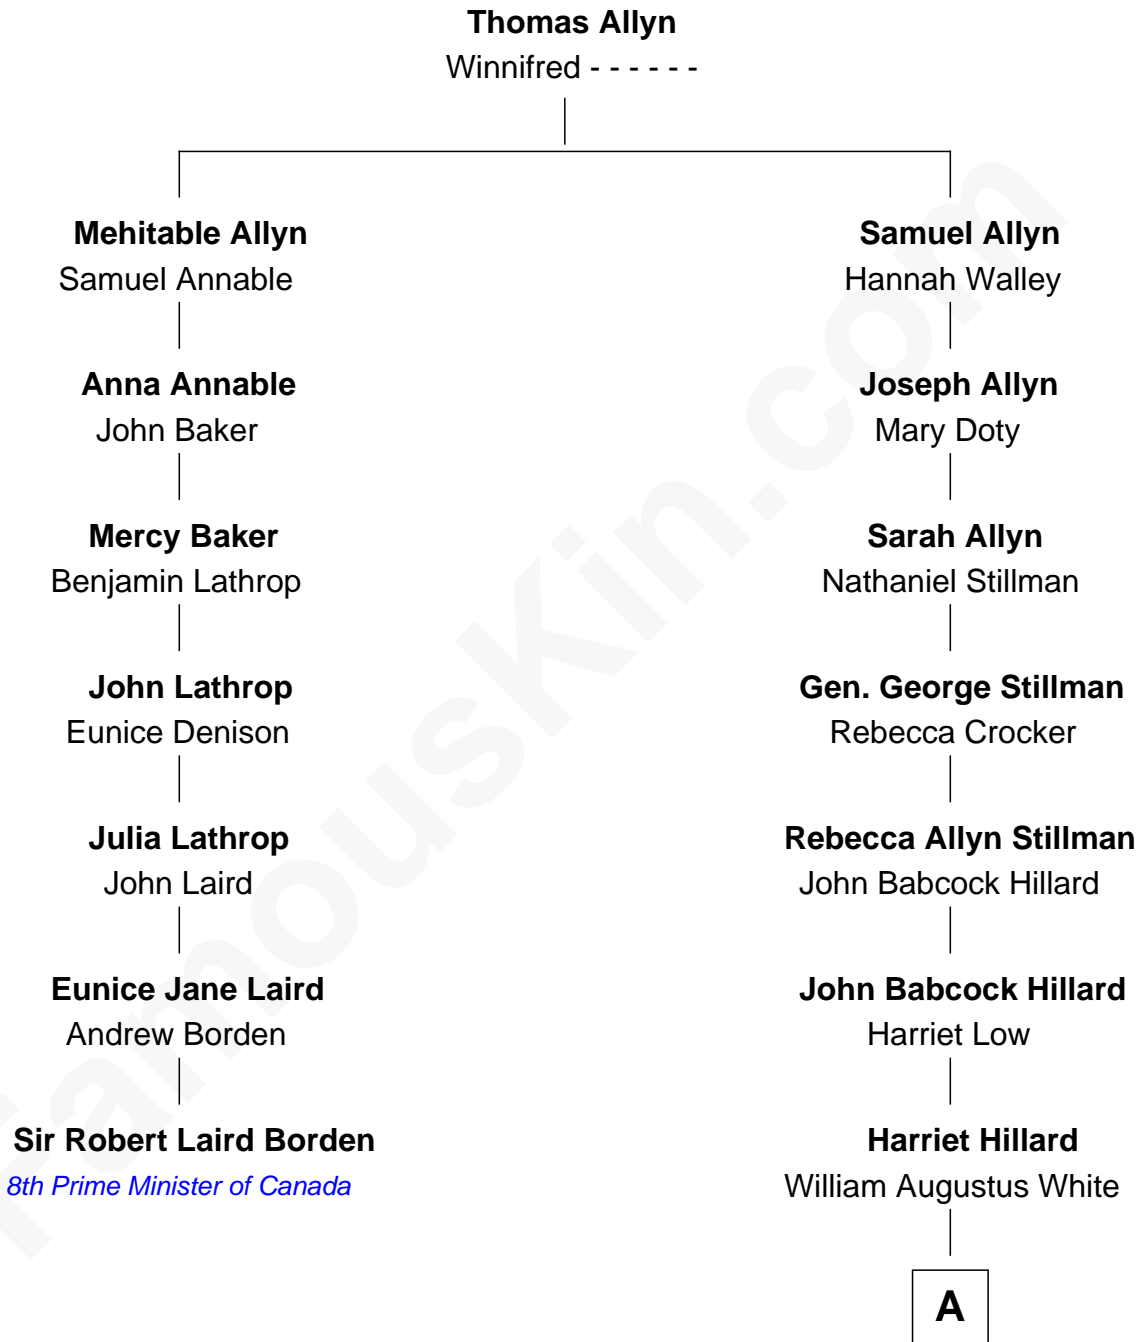 Thomas Allyn
Winnifred - - - - - -
Mehitable Allyn
Samuel Annable
Samuel Allyn
Hannah Walley
Anna Annable
John Baker
Joseph Allyn
Mary Doty
Mercy Baker
Benjamin Lathrop
Sarah Allyn
Nathaniel Stillman
John Lathrop
Eunice Denison
Gen. George Stillman
Rebecca Crocker
Julia Lathrop
John Laird
Rebecca Allyn Stillman
John Babcock Hillard
Eunice Jane Laird
Andrew Borden
John Babcock Hillard
Harriet Low
Sir Robert Laird Borden
8th Prime Minister of Canada
Harriet Hillard
William Augustus White
A
FamousKin.com